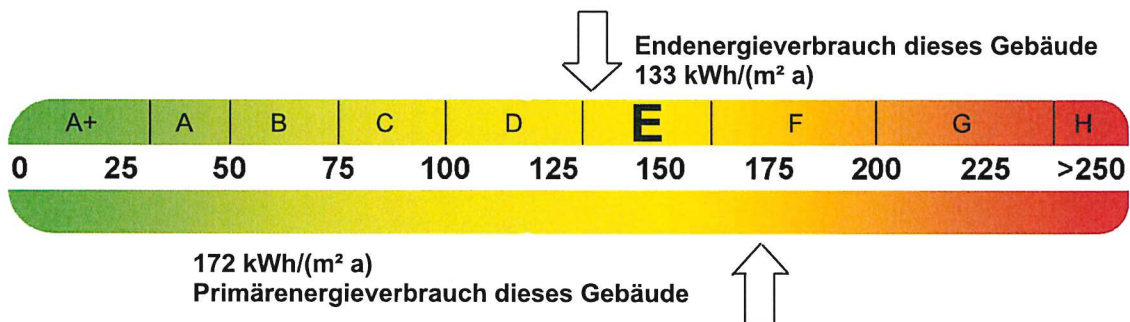 Endenergieverbrauch dieses Gebäude
133 kWh/(m² a)
A+ A B C D E F G H
0 25 50 75 100 125 150 175 200 225 >250
172 kWh/(m² a)
Primärenergieverbrauch dieses Gebäude